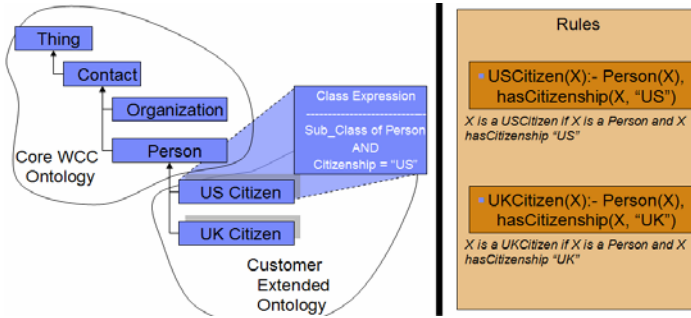 Thing
Contact
Organization
Person
Core WCC
Ontology
US Citizen
UK Citizen
Customer
Extended
Ontology
Class Expression
Sub_Class of Person
AND
Citizenship = "US"
Rules
USCitizen(X):- Person(X),
hasCitizenship(X, "US")
X is a USCitizen if X is a Person and X
hasCitizenship "US"
UKCitizen(X):- Person(X),
hasCitizenship(X, "UK")
X is a UKCitizen if X is a Person and X
hasCitizenship "UK"